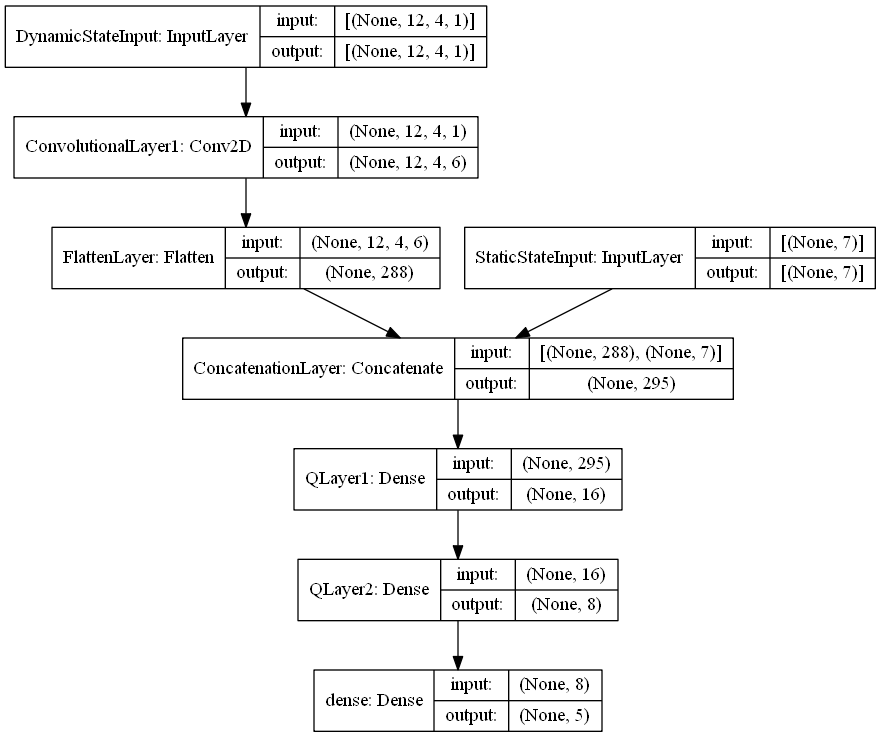 DynamicStateInput: InputLayer
input: [(None, 12, 4, 1)]
output: [(None, 12, 4, 1)]
ConvolutionalLayer1: Conv2D
input: (None, 12, 4, 1)
output: (None, 12, 4, 6)
FlattenLayer: Flatten
input: (None, 12, 4, 6)
output: (None, 288)
StaticStateInput: InputLayer
input: [(None, 7)]
output: [(None, 7)]
ConcatenationLayer: Concatenate
input: [(None, 288), (None, 7)]
output: (None, 295)
QLayer1: Dense
input: (None, 295)
output: (None, 16)
QLayer2: Dense
input: (None, 16)
output: (None, 8)
dense: Dense
input: (None, 8)
output: (None, 5)